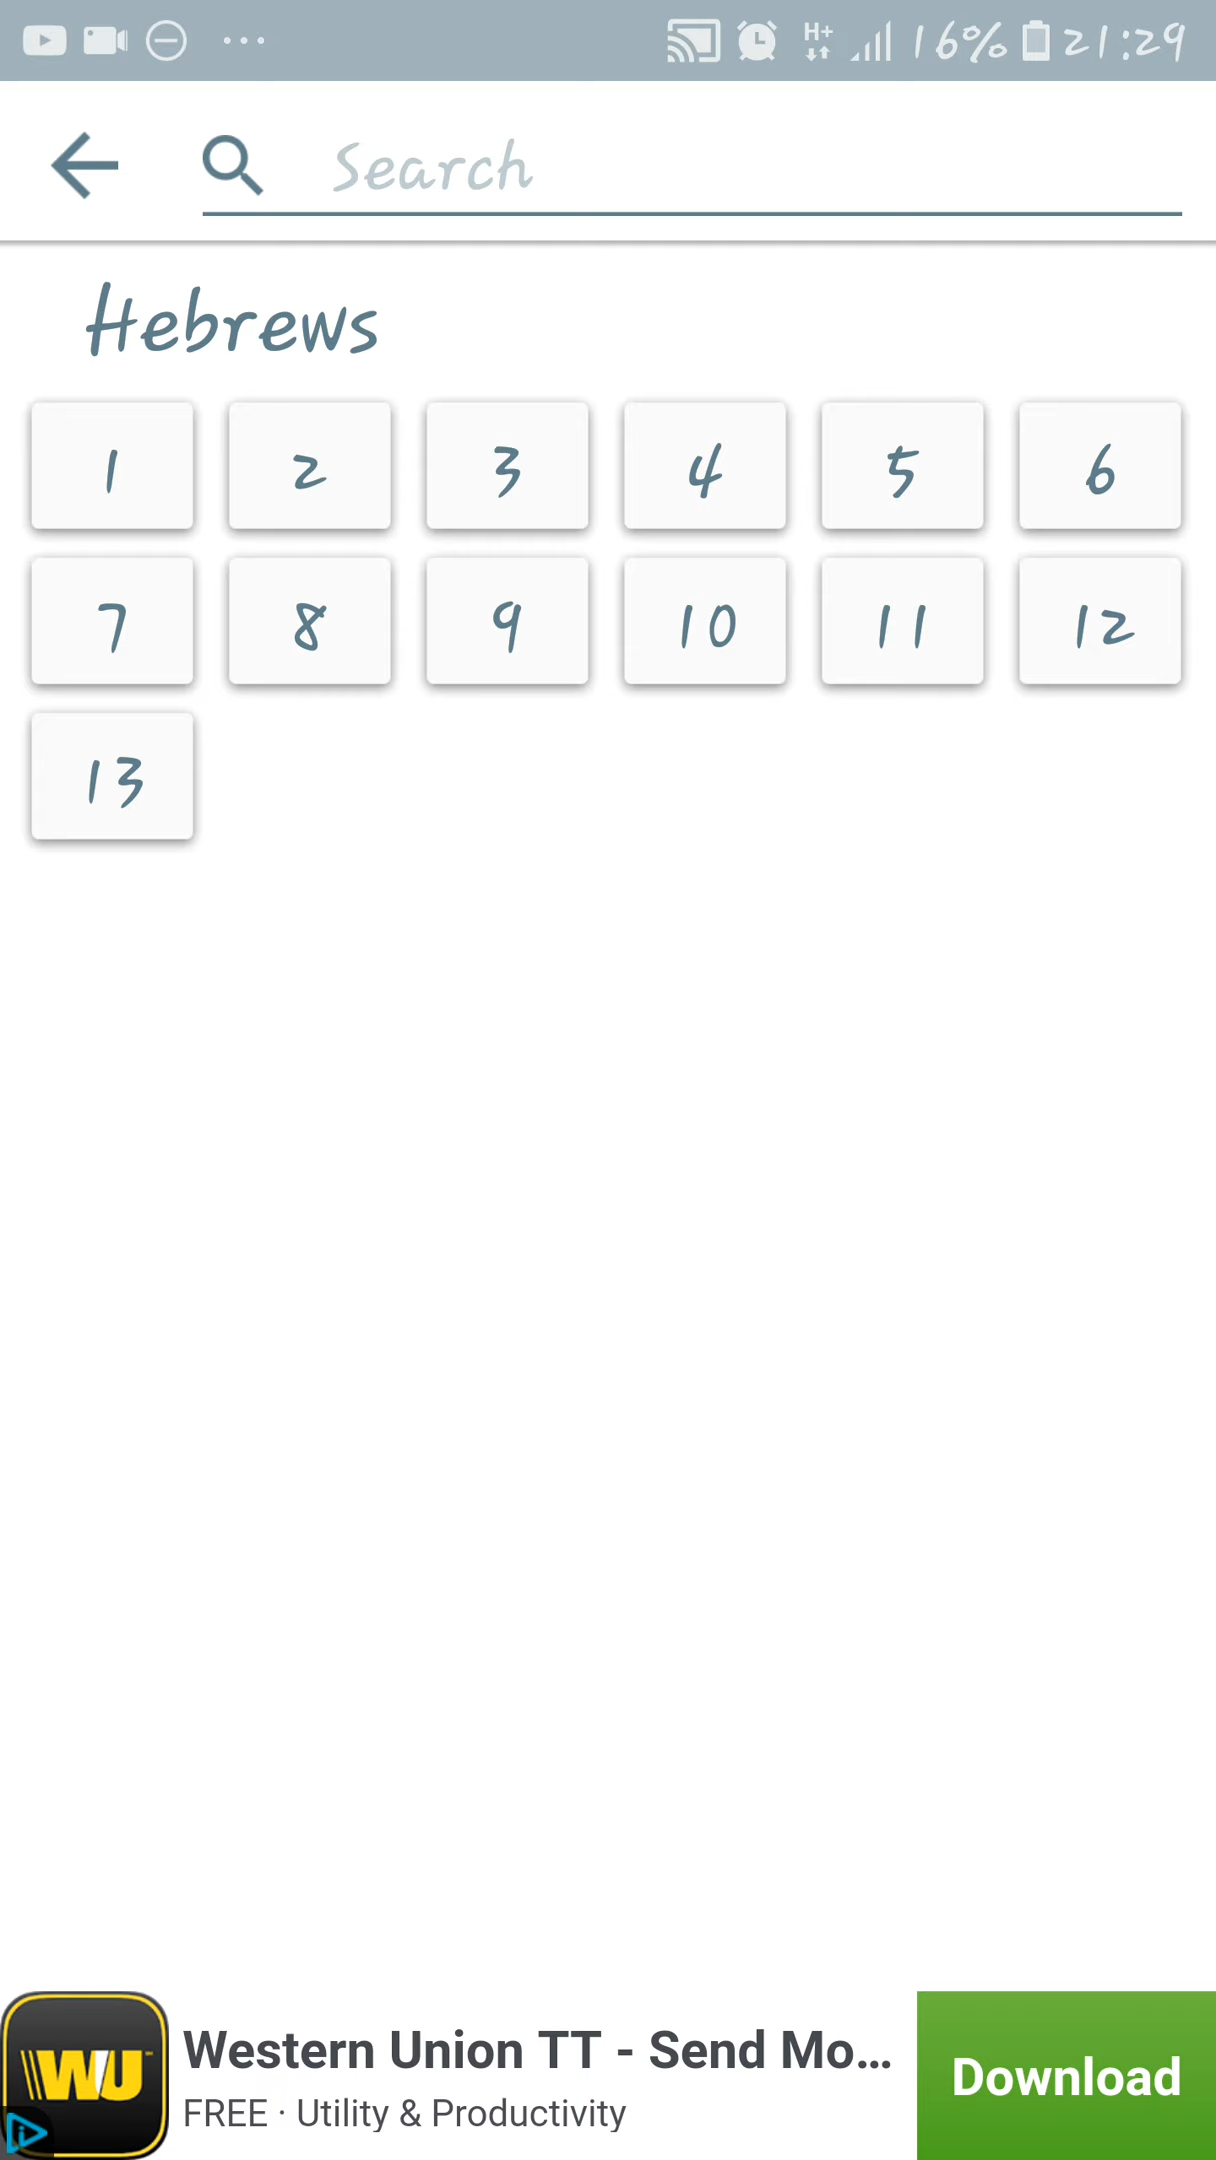 H+ 16% 21:29
Search
Hebrews
1 2 3 4 5 6
7 8 9 10 11 12
13
WU
Western Union TT - Send Mo...
FREE · Utility & Productivity
Download